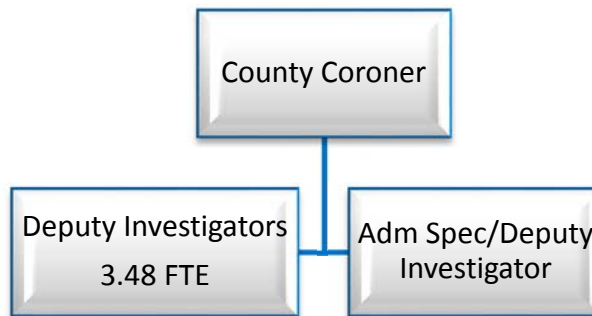 County Coroner
Deputy Investigators
3.48 FTE
Adm Spec/Deputy
Investigator